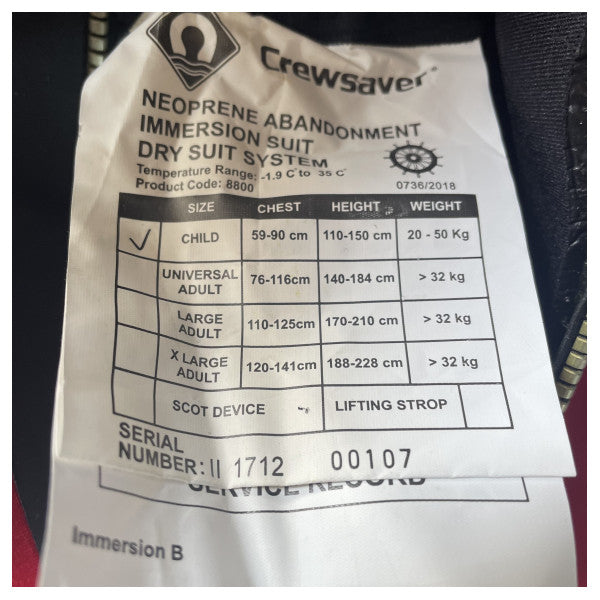 Crewsaver®
NEOPRENE ABANDONMENT
IMMERSION SUIT
DRY SUIT SYSTEM
Temperature Range: -1.9 C° to 35 C°
Product Code: 8800
0736/2018
SIZE CHEST HEIGHT WEIGHT
✓ CHILD 59-90 cm 110-150 cm 20 - 50 Kg
UNIVERSAL ADULT 76-116cm 140-184 cm > 32 kg
LARGE ADULT 110-125cm 170-210 cm > 32 kg
X LARGE ADULT 120-141cm 188-228 cm > 32 kg
SCOT DEVICE LIFTING STROP
SERIAL
NUMBER: II 1712 00107
SERVICE RECORD
Immersion B